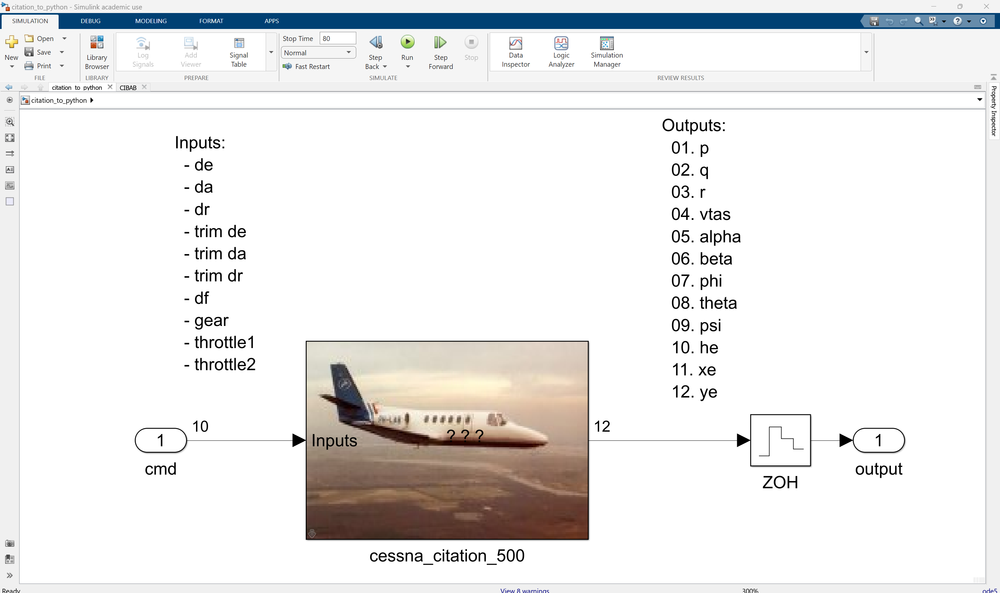 citation_to_python - Simulink academic use
SIMULATION
DEBUG
MODELING
FORMAT
APPS
New
Open
Save
Print
FILE
Library
Browser
LIBRARY
Log
Signals
Add
Viewer
Signal
Table
PREPARE
Stop Time 80
Normal
Fast Restart
Step
Back
Run
Step
Forward
Stop
SIMULATE
Data
Inspector
Logic
Analyzer
Simulation
Manager
REVIEW RESULTS
citation_to_python
CIBAB
citation_to_python
Property Inspector
Inputs:
- de
- da
- dr
- trim de
- trim da
- trim dr
- df
- gear
- throttle1
- throttle2
Outputs:
01. p
02. q
03. r
04. vtas
05. alpha
06. beta
07. phi
08. theta
09. psi
10. he
11. xe
12. ye
1
cmd
10
Inputs
? ? ?
cessna_citation_500
12
ZOH
1
output
Ready
View 8 warnings
300%
ode5